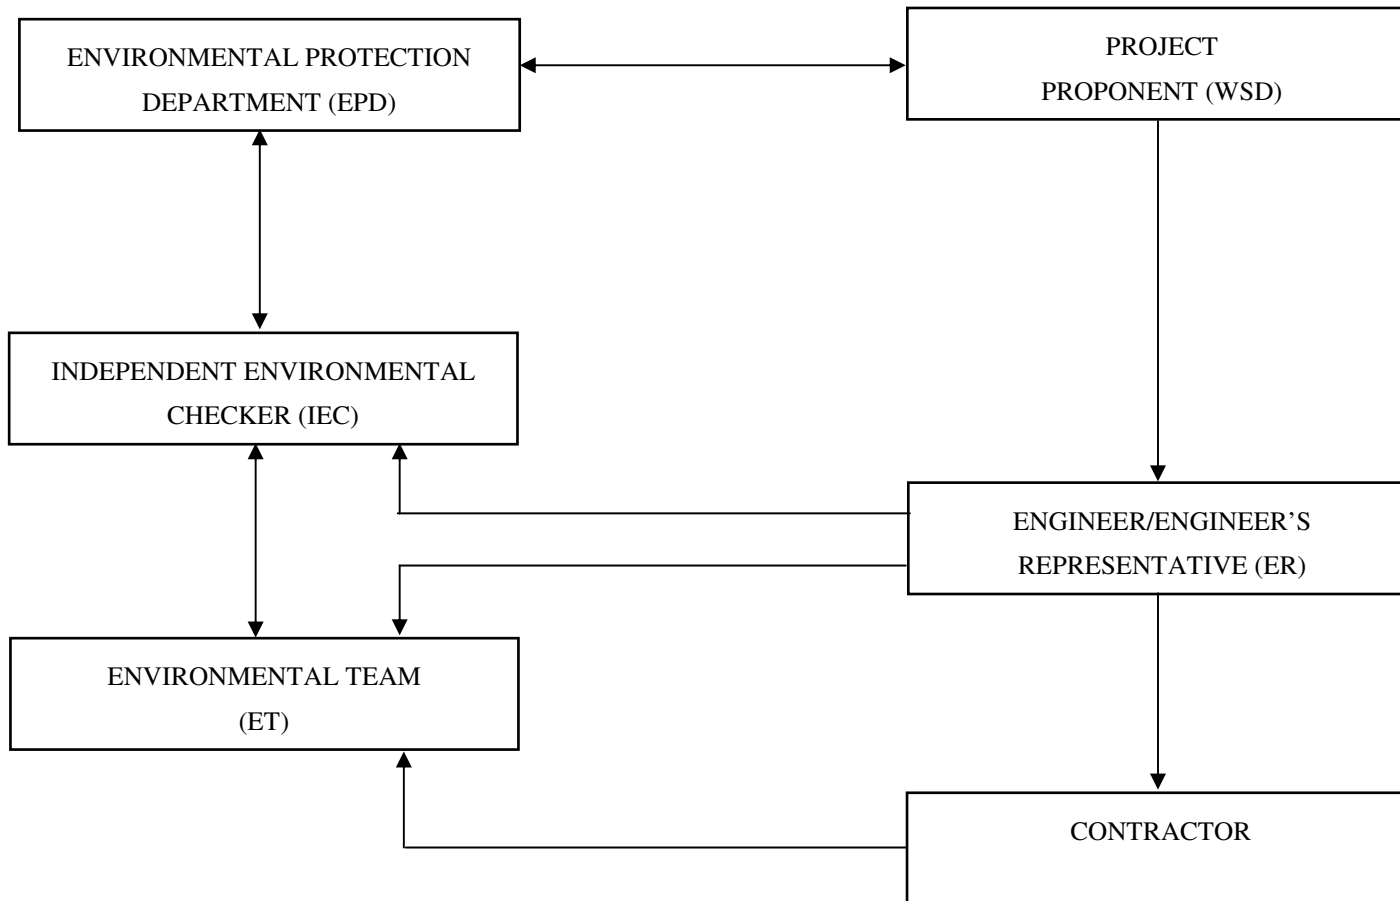 ENVIRONMENTAL PROTECTION
DEPARTMENT (EPD)
PROJECT
PROPONENT (WSD)
INDEPENDENT ENVIRONMENTAL
CHECKER (IEC)
ENGINEER/ENGINEER’S
REPRESENTATIVE (ER)
ENVIRONMENTAL TEAM
(ET)
CONTRACTOR